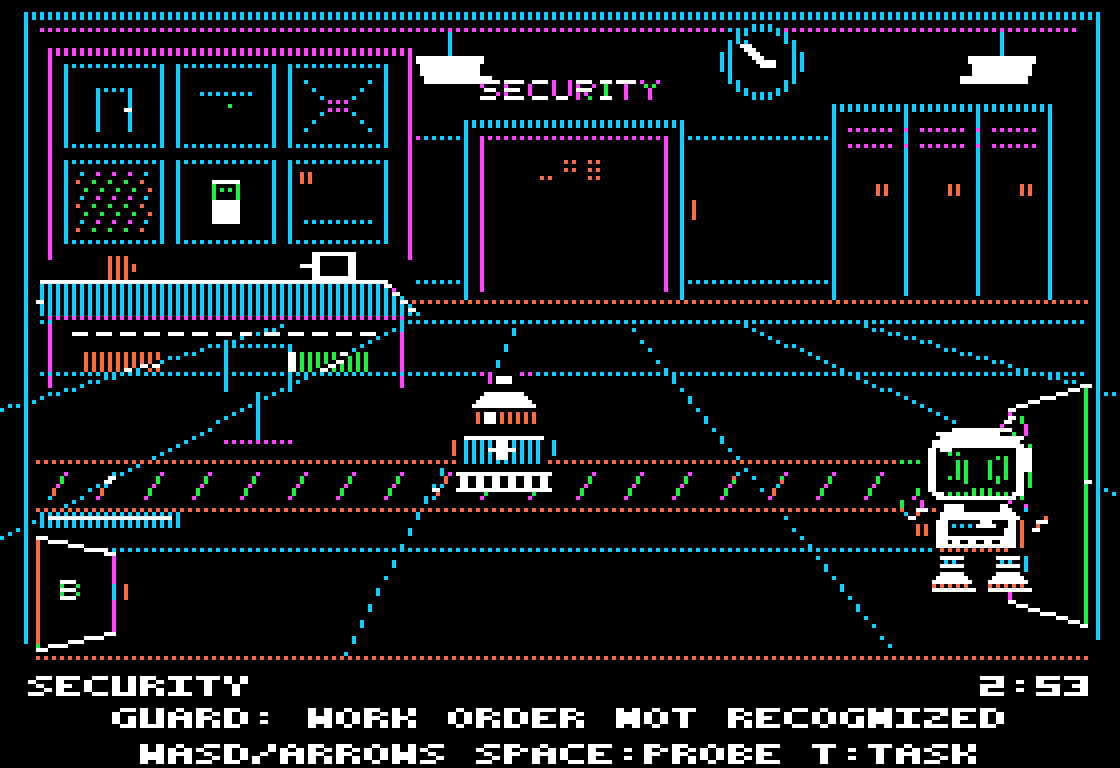 SECURITY
B
SECURITY 2:53
GUARD: WORK ORDER NOT RECOGNIZED
WASD/ARROWS SPACE:PROBE T:TASK